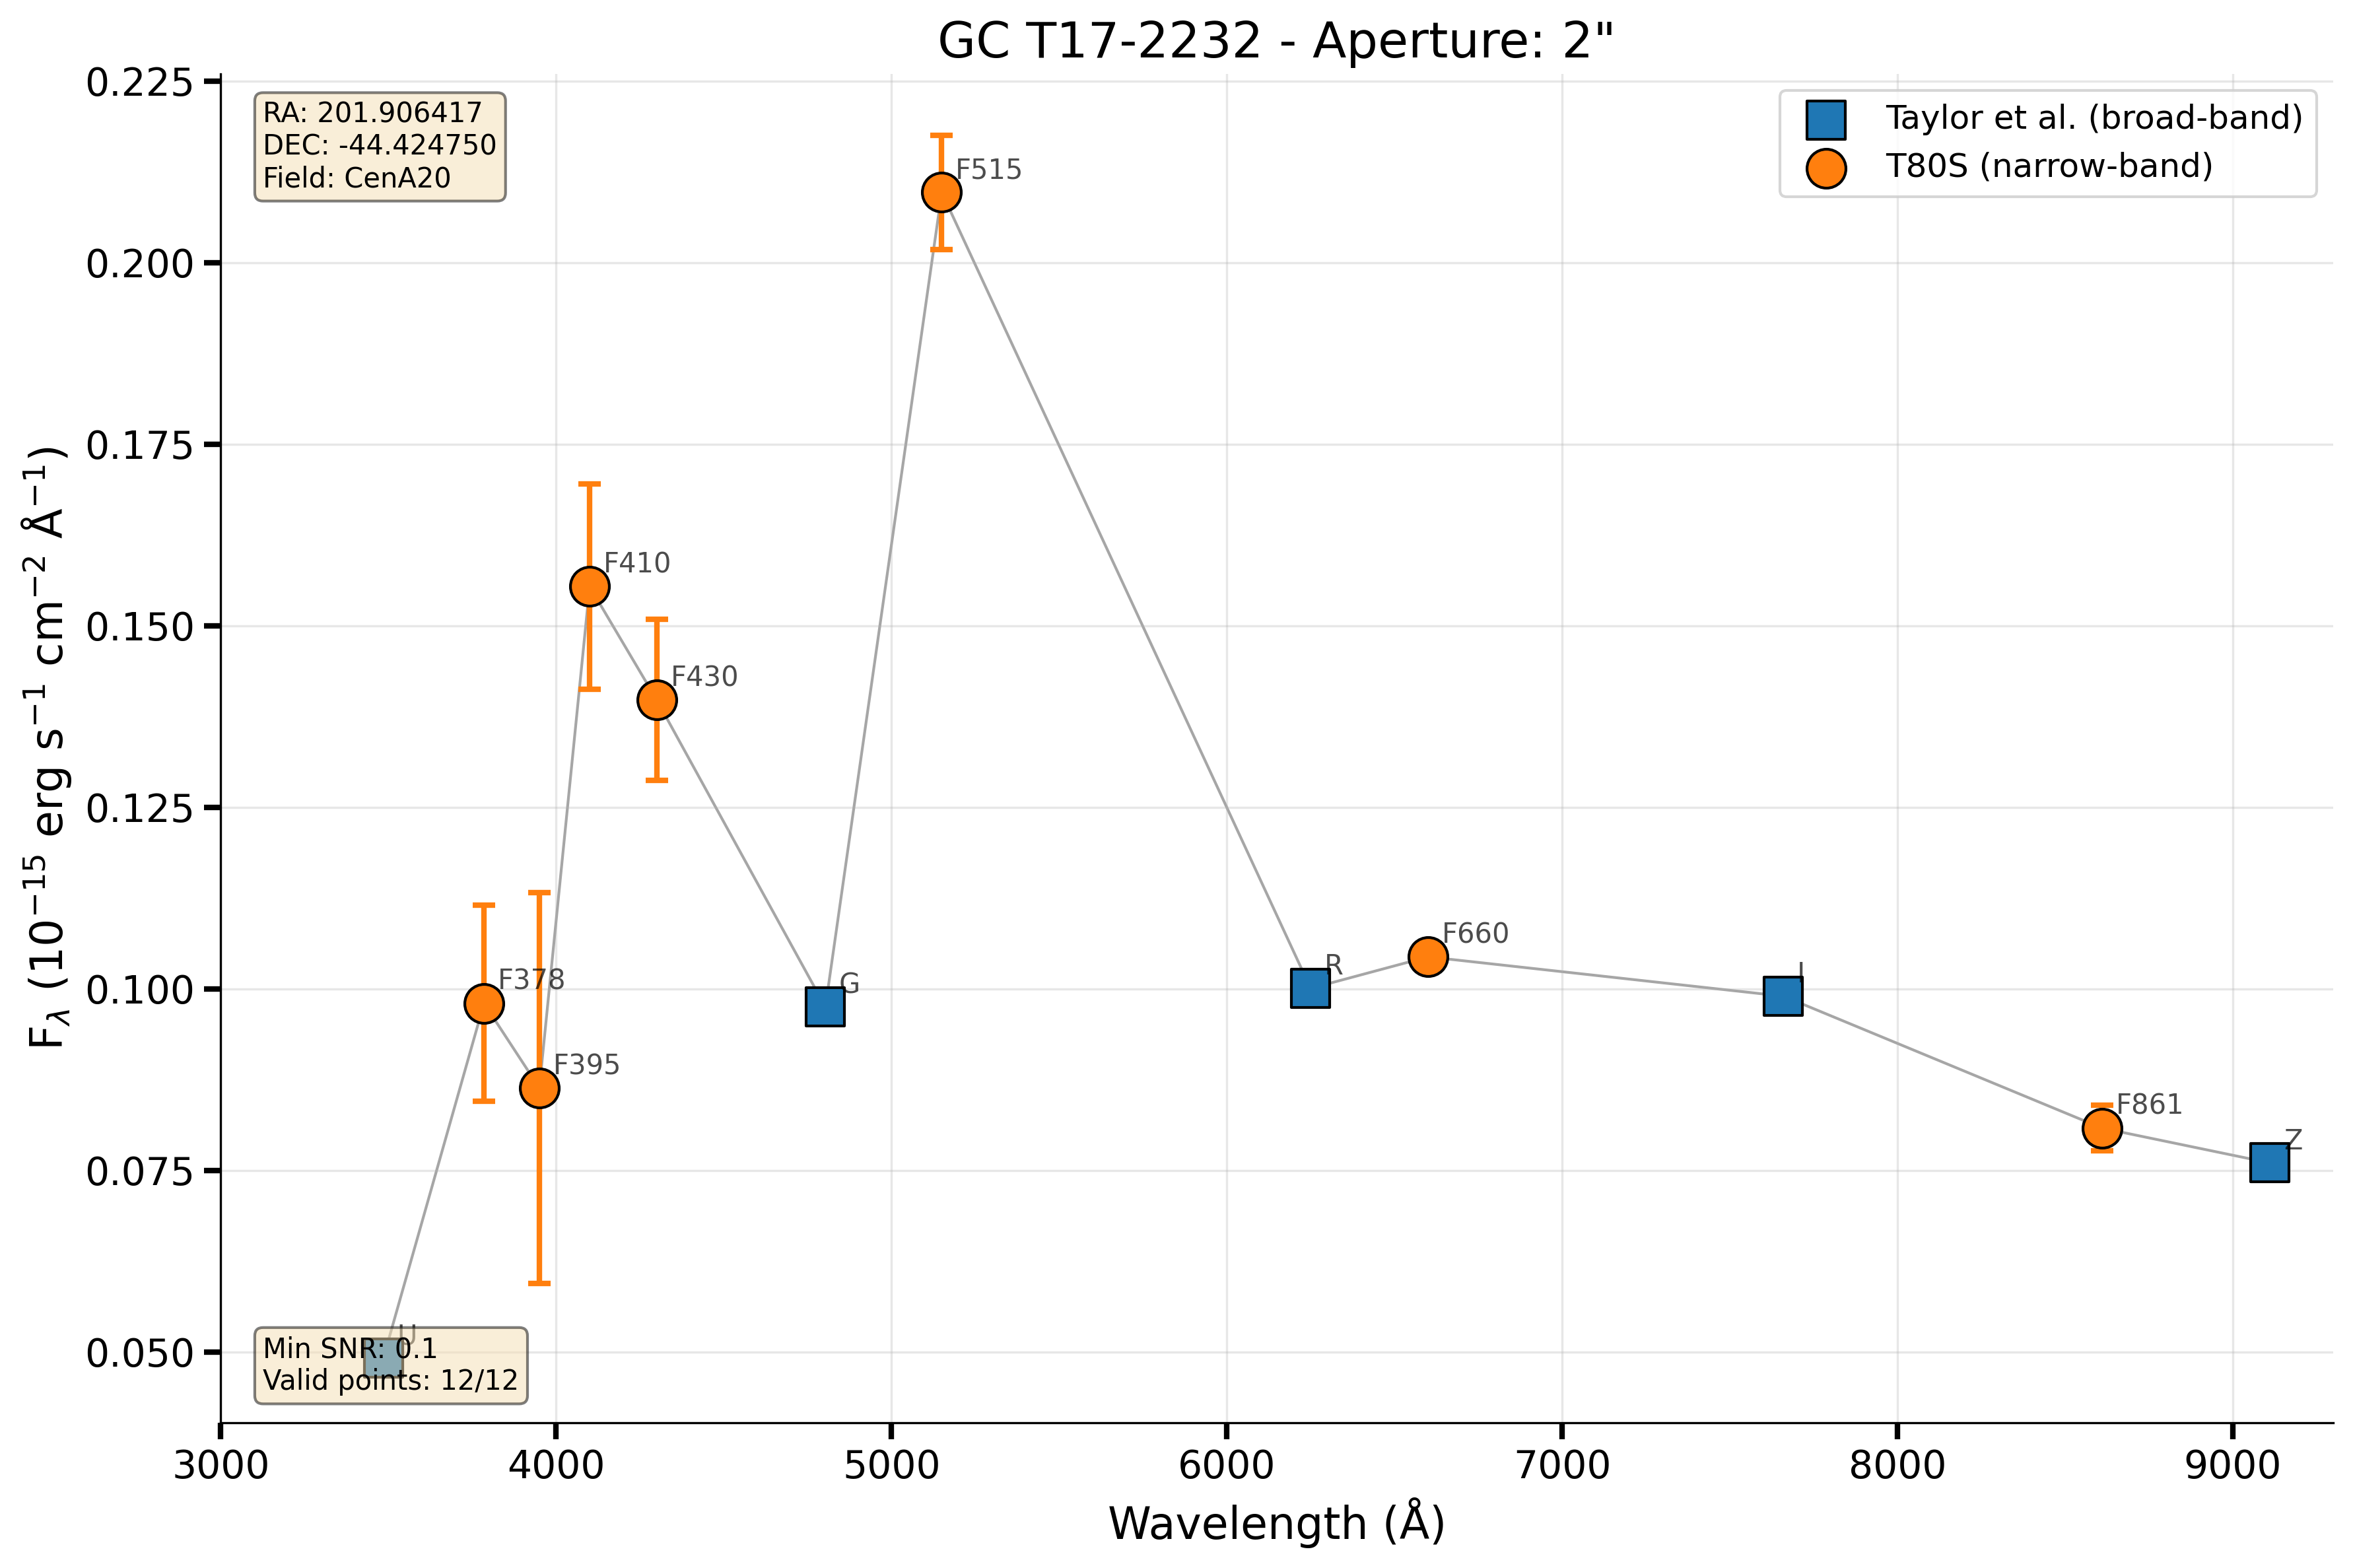 GC T17-2232 - Aperture: 2"
RA: 201.906417
DEC: -44.424750
Field: CenA20
Taylor et al. (broad-band)
T80S (narrow-band)
F_λ (10⁻¹⁵ erg s⁻¹ cm⁻² Å⁻¹)
0.225
0.200
0.175
0.150
0.125
0.100
0.075
0.050
F515
F410
F430
F378
F395
G
R
F660
I
F861
Z
U
Min SNR: 0.1
Valid points: 12/12
3000
4000
5000
6000
7000
8000
9000
Wavelength (Å)